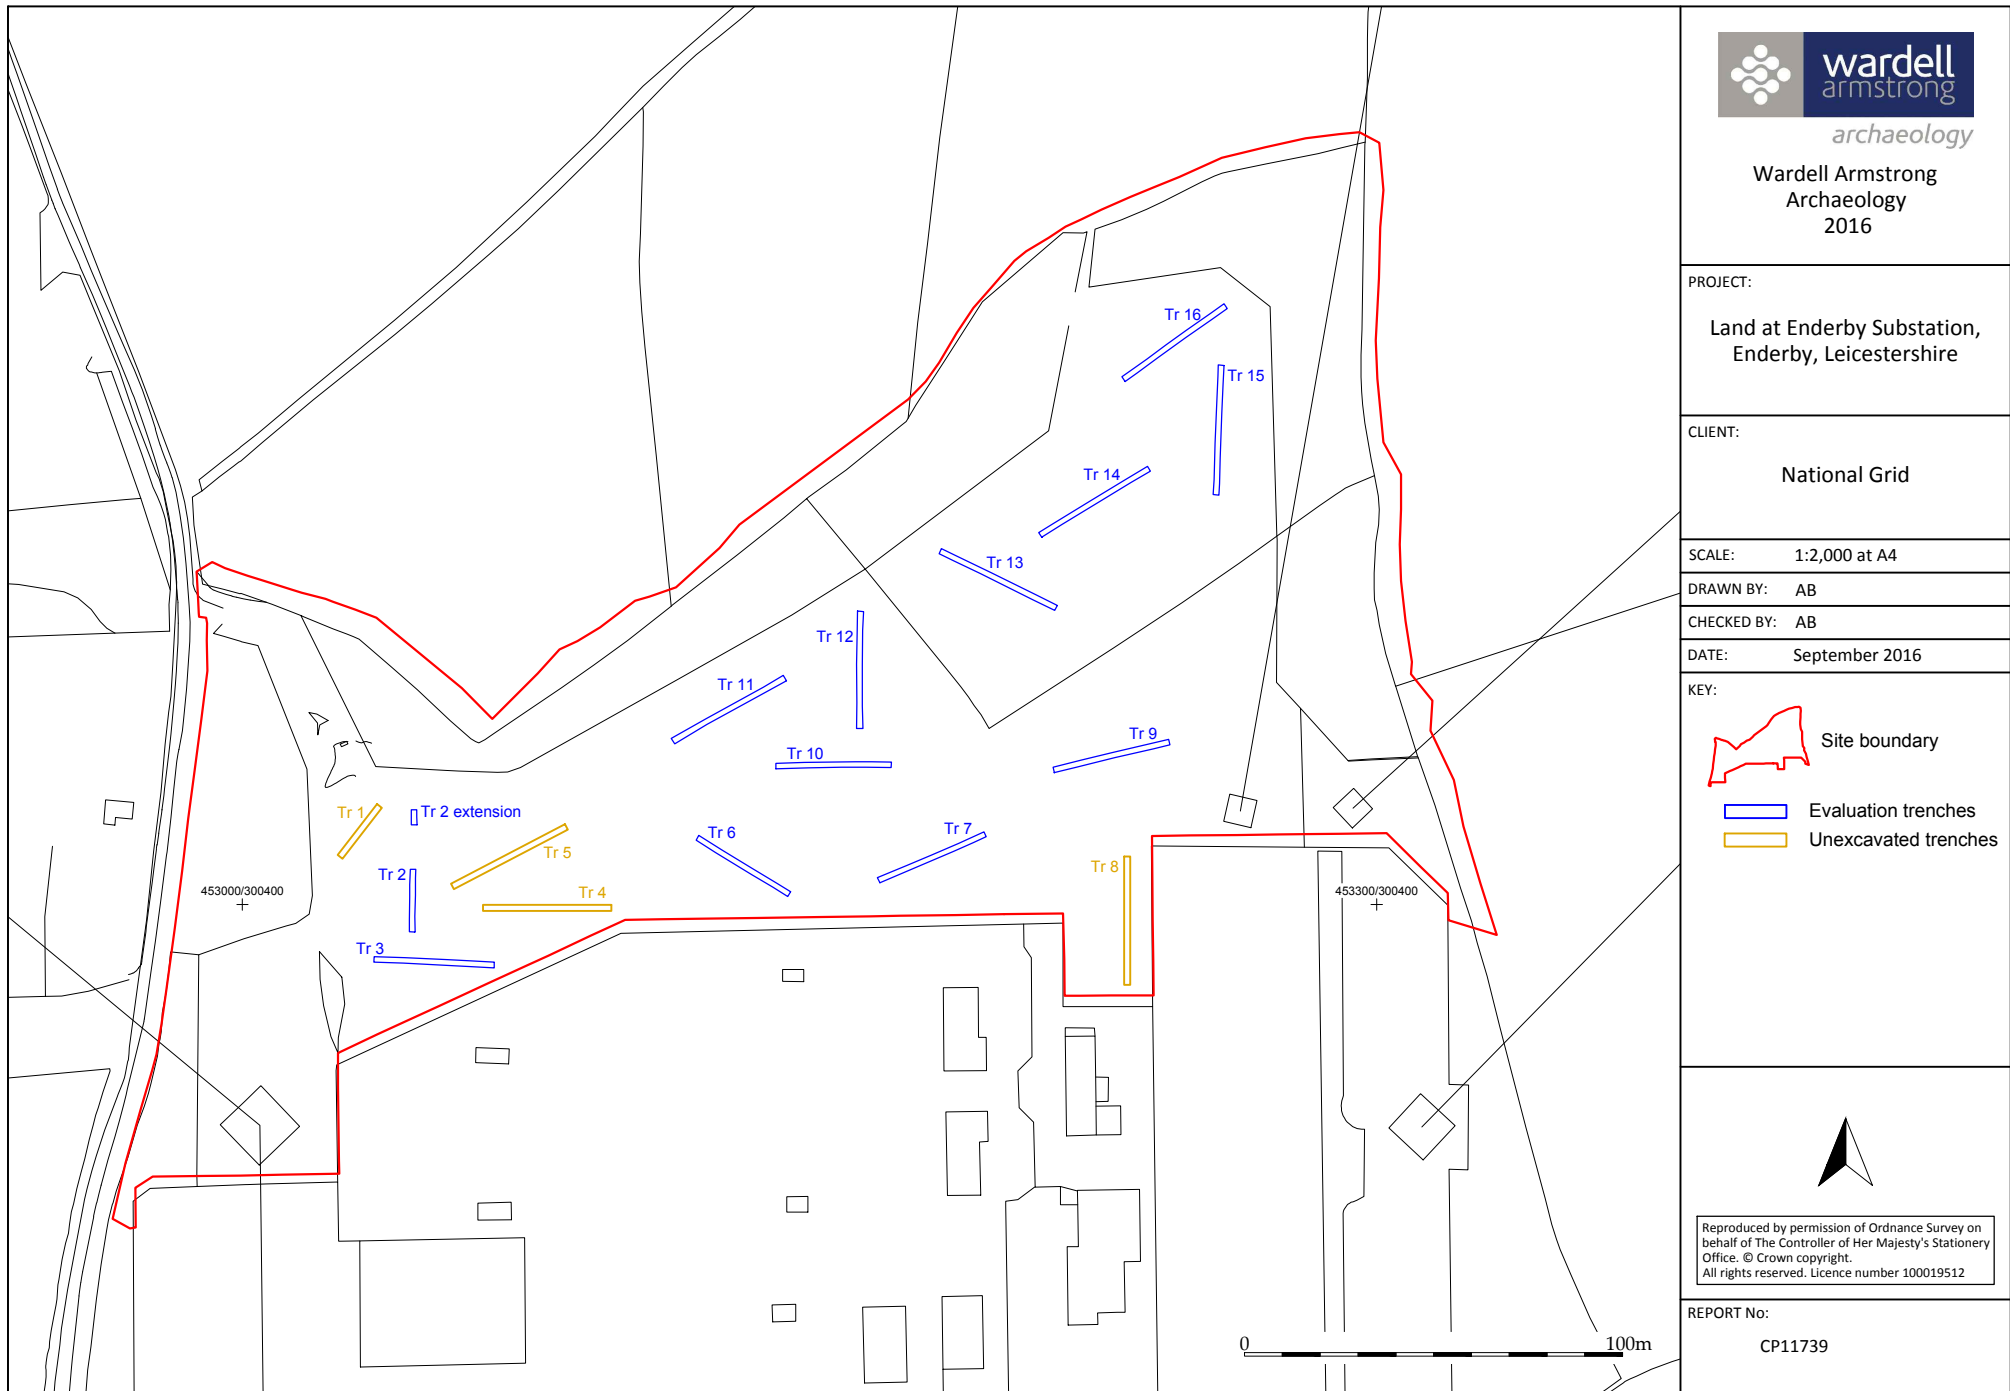 Tr 16
Tr 15
Tr 14
Tr 13
Tr 12
Tr 11
Tr 10
Tr 9
Tr 1
Tr 2 extension
Tr 5
Tr 6
Tr 7
Tr 8
Tr 2
Tr 4
Tr 3
453000/300400
453300/300400
0
100m
wardell
armstrong
archaeology
Wardell Armstrong
Archaeology
2016
PROJECT:
Land at Enderby Substation,
Enderby, Leicestershire
CLIENT:
National Grid
SCALE: 1:2,000 at A4
DRAWN BY: AB
CHECKED BY: AB
DATE: September 2016
KEY:
Site boundary
Evaluation trenches
Unexcavated trenches
Reproduced by permission of Ordnance Survey on
behalf of The Controller of Her Majesty's Stationery
Office. © Crown copyright.
All rights reserved. Licence number 100019512
REPORT No:
CP11739